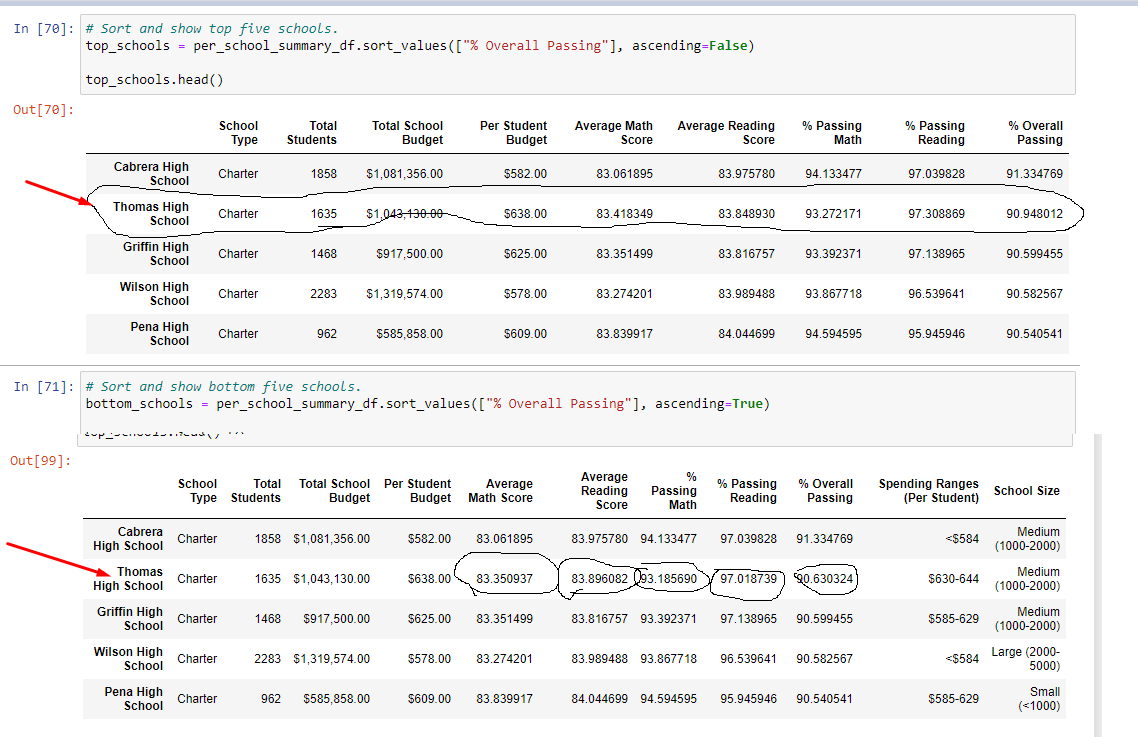 In [70]: # Sort and show top five schools.
top_schools = per_school_summary_df.sort_values(["% Overall Passing"], ascending=False)
top_schools.head()
Out[70]:
School Type Total Students Total School Budget Per Student Budget Average Math Score Average Reading Score % Passing Math % Passing Reading % Overall Passing
Cabrera High School Charter 1858 $1,081,356.00 $582.00 83.061895 83.975780 94.133477 97.039828 91.334769
Thomas High School Charter 1635 $1,043,130.00 $638.00 83.418349 83.848930 93.272171 97.308869 90.948012
Griffin High School Charter 1468 $917,500.00 $625.00 83.351499 83.816757 93.392371 97.138965 90.599455
Wilson High School Charter 2283 $1,319,574.00 $578.00 83.274201 83.989488 93.867718 96.539641 90.582567
Pena High School Charter 962 $585,858.00 $609.00 83.839917 84.044699 94.594595 95.945946 90.540541
In [71]: # Sort and show bottom five schools.
bottom_schools = per_school_summary_df.sort_values(["% Overall Passing"], ascending=True)
Out[99]:
School Type Total Students Total School Budget Per Student Budget Average Math Score Average Reading Score % Passing Math % Passing Reading % Overall Passing Spending Ranges (Per Student) School Size
Cabrera High School Charter 1858 $1,081,356.00 $582.00 83.061895 83.975780 94.133477 97.039828 91.334769 <$584 Medium (1000-2000)
Thomas High School Charter 1635 $1,043,130.00 $638.00 83.350937 83.896082 93.185690 97.018739 90.630324 $630-644 Medium (1000-2000)
Griffin High School Charter 1468 $917,500.00 $625.00 83.351499 83.816757 93.392371 97.138965 90.599455 $585-629 Medium (1000-2000)
Wilson High School Charter 2283 $1,319,574.00 $578.00 83.274201 83.989488 93.867718 96.539641 90.582567 <$584 Large (2000-5000)
Pena High School Charter 962 $585,858.00 $609.00 83.839917 84.044699 94.594595 95.945946 90.540541 $585-629 Small (<1000)